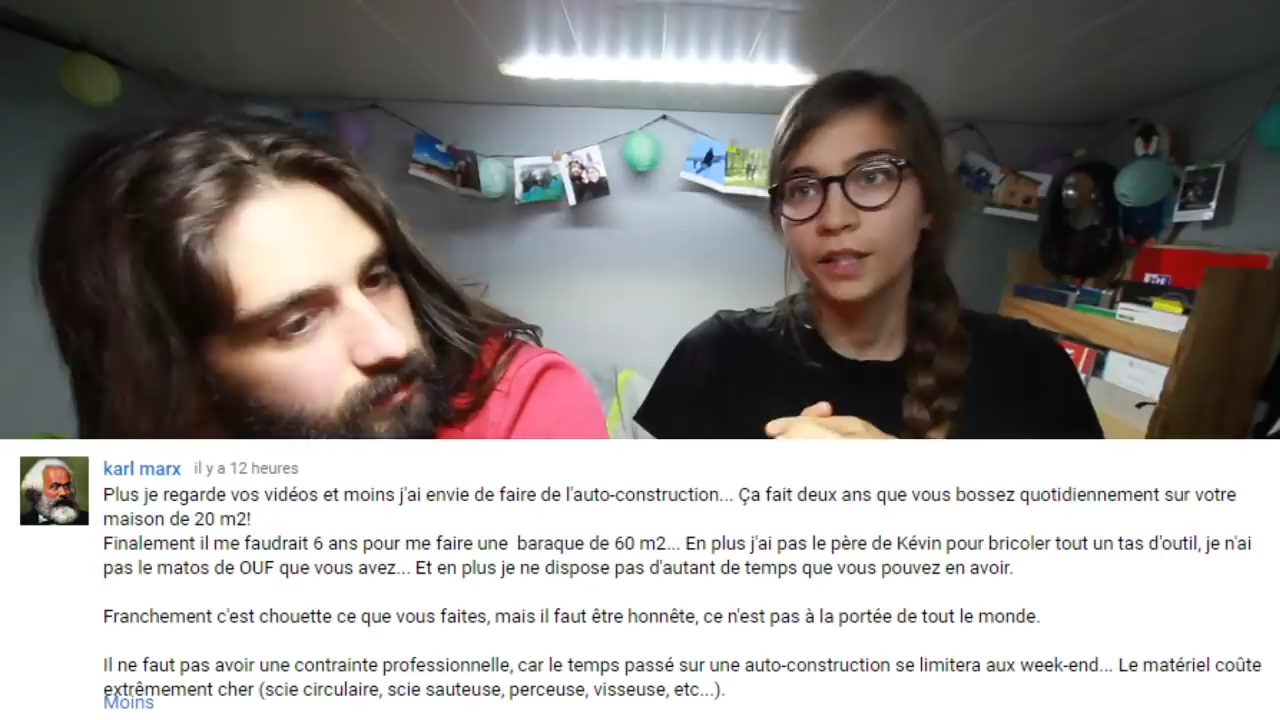 karl marx il y a 12 heures
Plus je regarde vos vidéos et moins j'ai envie de faire de l'auto-construction... Ça fait deux ans que vous bossez quotidiennement sur votre
maison de 20 m2!
Finalement il me faudrait 6 ans pour me faire une  baraque de 60 m2... En plus j'ai pas le père de Kévin pour bricoler tout un tas d'outil, je n'ai
pas le matos de OUF que vous avez... Et en plus je ne dispose pas d'autant de temps que vous pouvez en avoir.
Franchement c'est chouette ce que vous faites, mais il faut être honnête, ce n'est pas à la portée de tout le monde.
Il ne faut pas avoir une contrainte professionnelle, car le temps passé sur une auto-construction se limitera aux week-end... Le matériel coûte
extrêmement cher (scie circulaire, scie sauteuse, perceuse, visseuse, etc...).
Moins